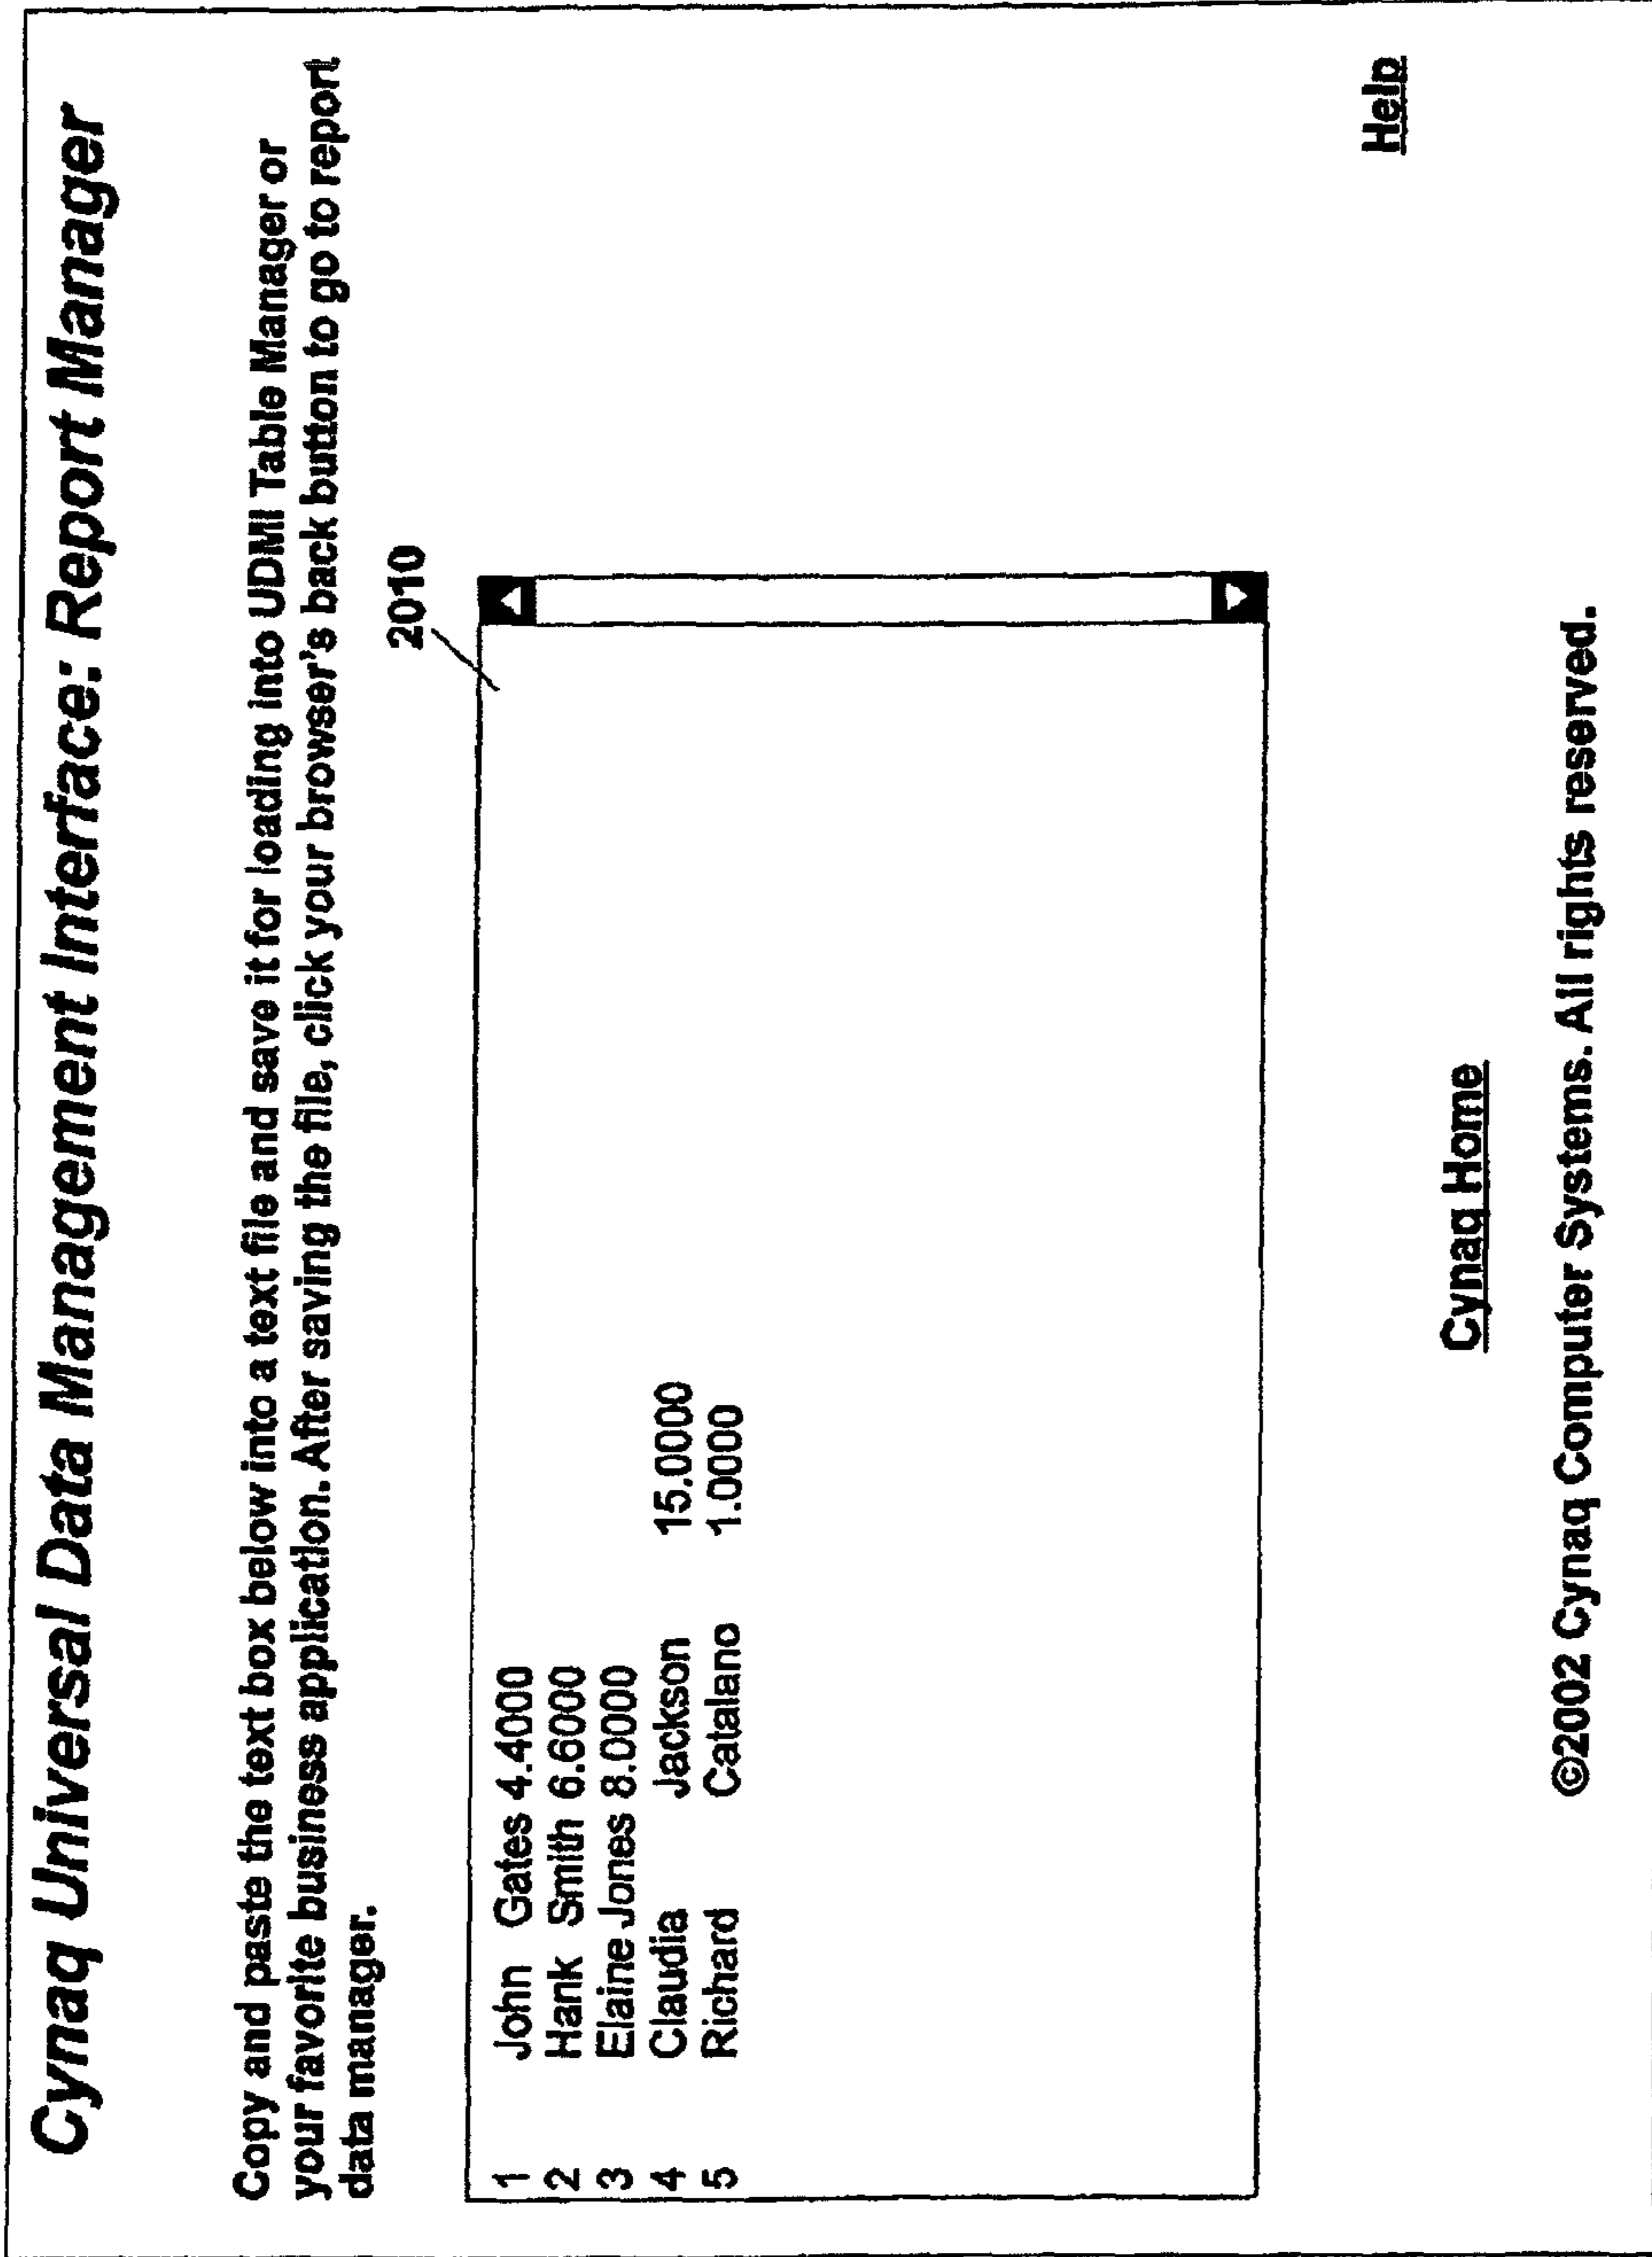 Cynaq Universal Data Management Interface: Report Manager
Copy and paste the text box below into a text file and save it for loading into UDMI Table Manager or
your favorite business application. After saving the file, click your browser's back button to go to report
data manager.
2010
1 John Gates 4.4000
2 Hank Smith 6.6000
3 Elaine Jones 8.0000
4 Claudia Jackson 15.0000
5 Richard Catalano 1.0000
Help
Cynaq Home
©2002 Cynaq Computer Systems. All rights reserved.